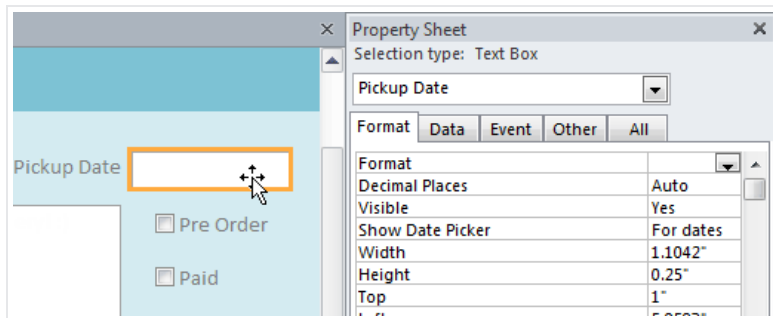 Property Sheet
Selection type: Text Box
Pickup Date
Format Data Event Other All
Pickup Date
Pre Order
Paid
Format
Decimal Places Auto
Visible Yes
Show Date Picker For dates
Width 1.1042"
Height 0.25"
Top 1"